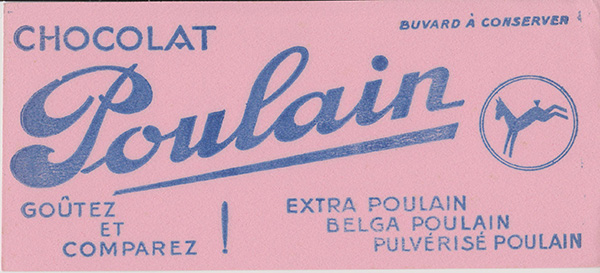 BUVARD À CONSERVER
CHOCOLAT
Poulain
GOÛTEZ
ET
COMPAREZ !
EXTRA POULAIN
BELGA POULAIN
PULVÉRISÉ POULAIN